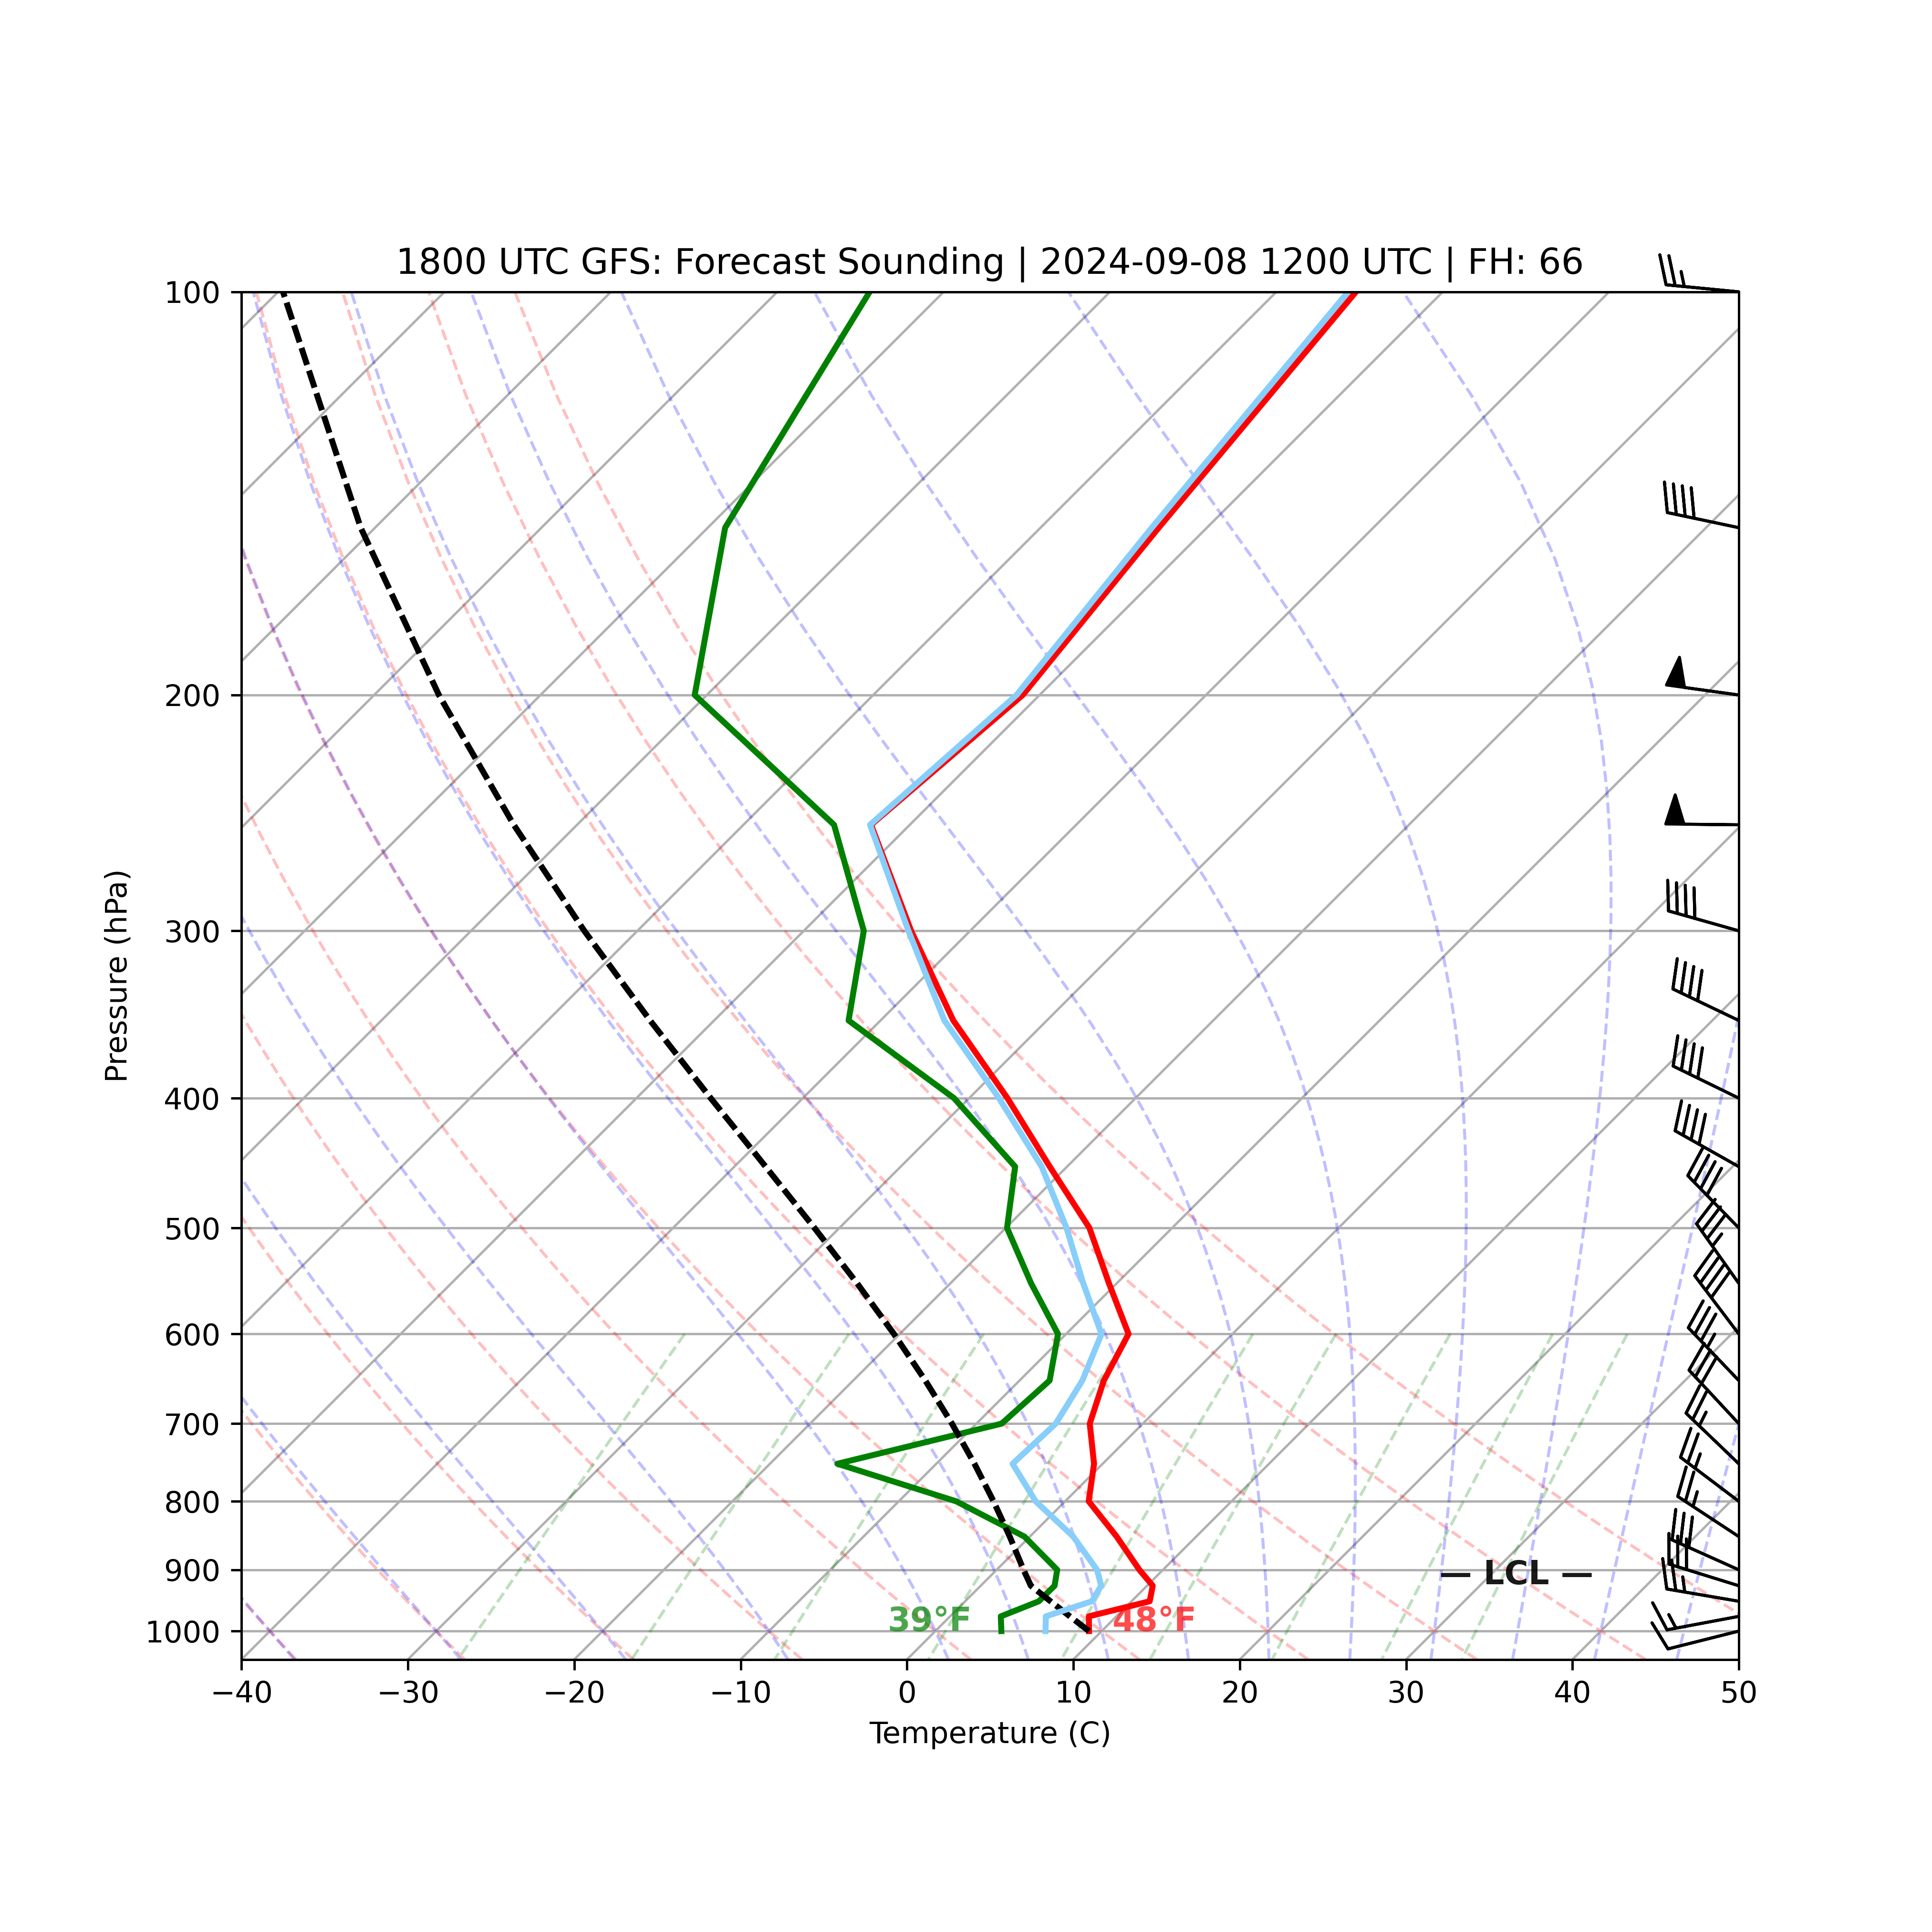 1800 UTC GFS: Forecast Sounding | 2024-09-08 1200 UTC | FH: 66
100
200
300
400
500
600
700
800
900
1000
Pressure (hPa)
— LCL —
39°F
48°F
−40 −30 −20 −10 0 10 20 30 40 50
Temperature (C)